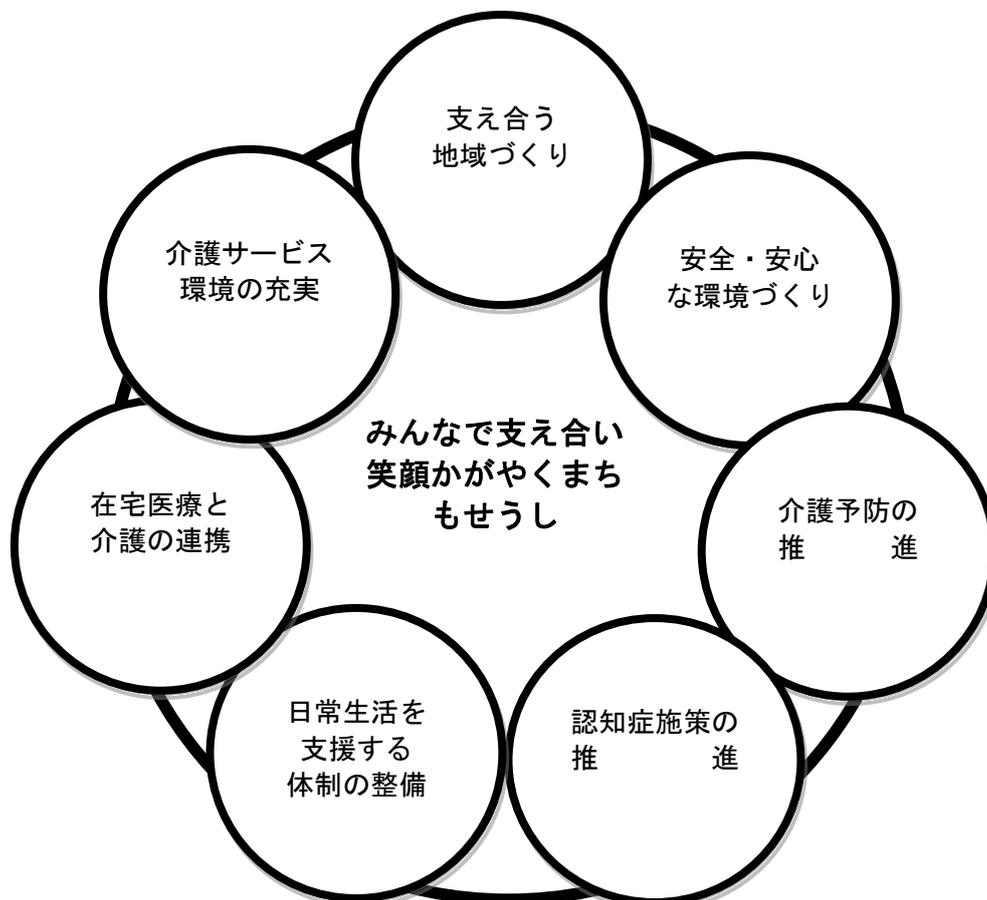 支え合う
地域づくり
介護サービス
環境の充実
安全・安心
な環境づくり
みんなで支え合い
笑顔かがやくまち
もせうし
在宅医療と
介護の連携
介護予防の
推　　　進
日常生活を
支援する
体制の整備
認知症施策の
推　　　　進